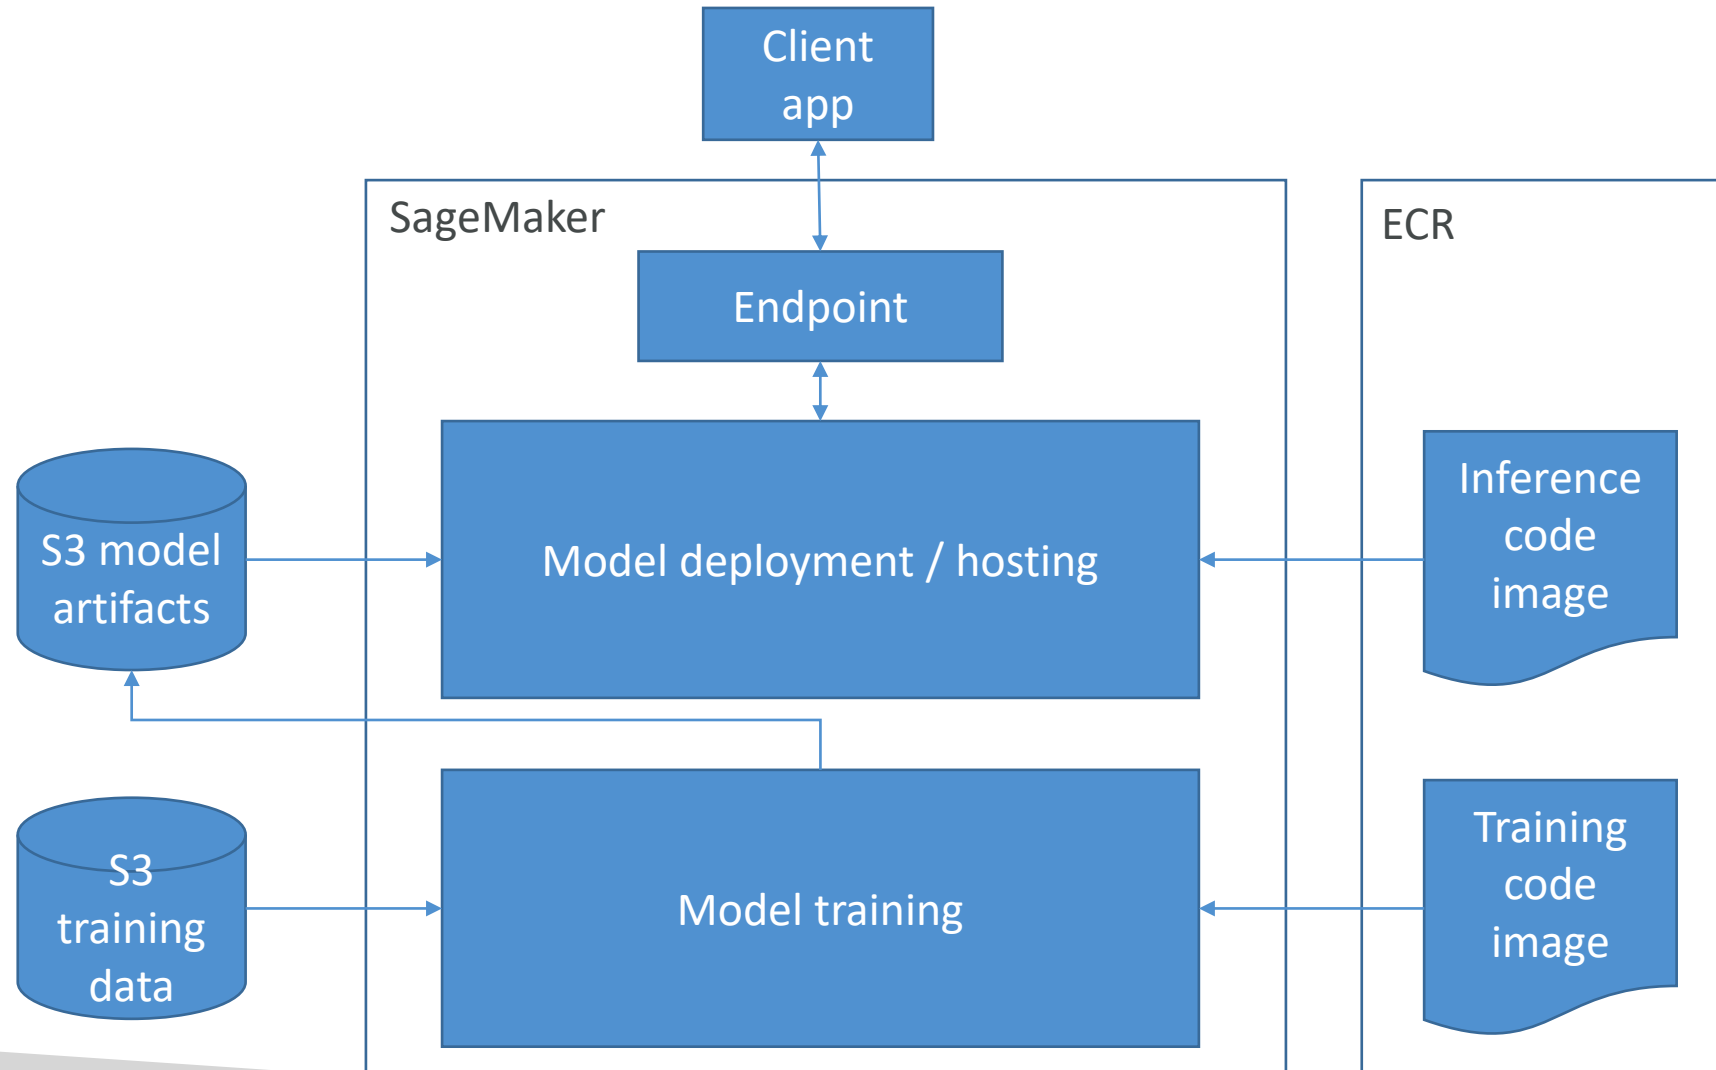 Client
app
SageMaker
ECR
Endpoint
S3 model
artifacts
Model deployment / hosting
Inference
code
image
S3
training
data
Model training
Training
code
image